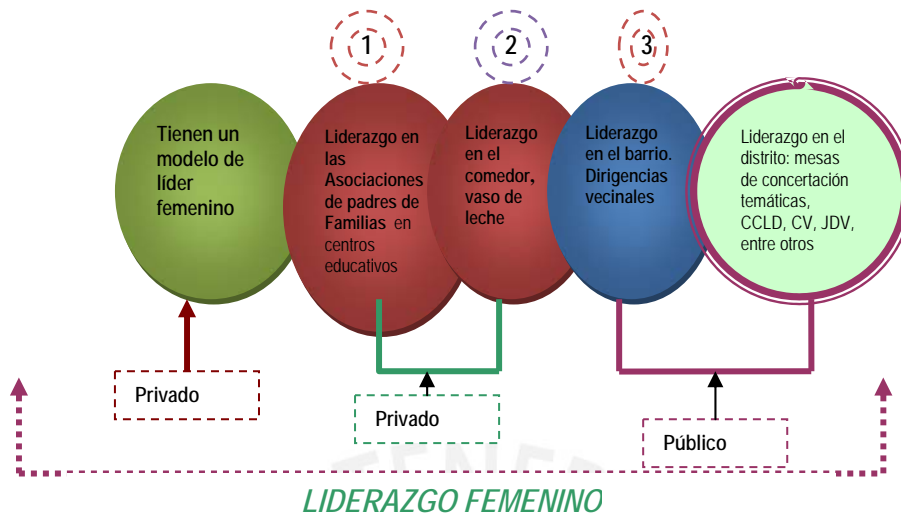 1
2
3
Tienen un
modelo de
líder
femenino
Liderazgo en
las
Asociaciones
de padres de
Familias en
centros
educativos
Liderazgo
en el
comedor,
vaso de
leche
Liderazgo
en el barrio.
Dirigencias
vecinales
Liderazgo en el
distrito: mesas
de concertación
temáticas,
CCLD, CV, JDV,
entre otros
Privado
Privado
Público
TENEB
LIDERAZGO FEMENINO